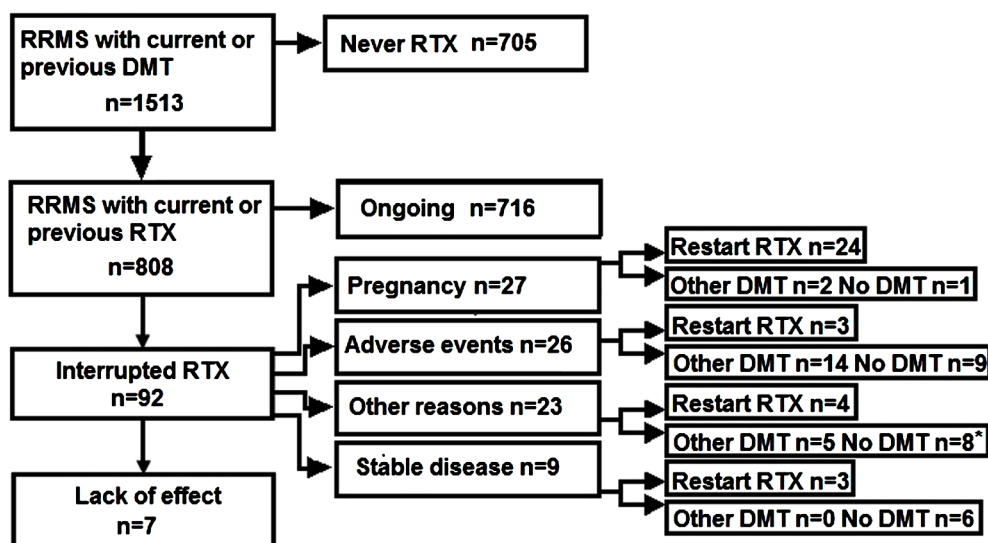 RRMS with current or
previous DMT
n=1513
Never RTX n=705
RRMS with current or
previous RTX
n=808
Ongoing n=716
Interrupted RTX
n=92
Pregnancy n=27
Restart RTX n=24
Other DMT n=2 No DMT n=1
Adverse events n=26
Restart RTX n=3
Other DMT n=14 No DMT n=9
Other reasons n=23
Restart RTX n=4
Other DMT n=5 No DMT n=8*
Stable disease n=9
Restart RTX n=3
Other DMT n=0 No DMT n=6
Lack of effect
n=7